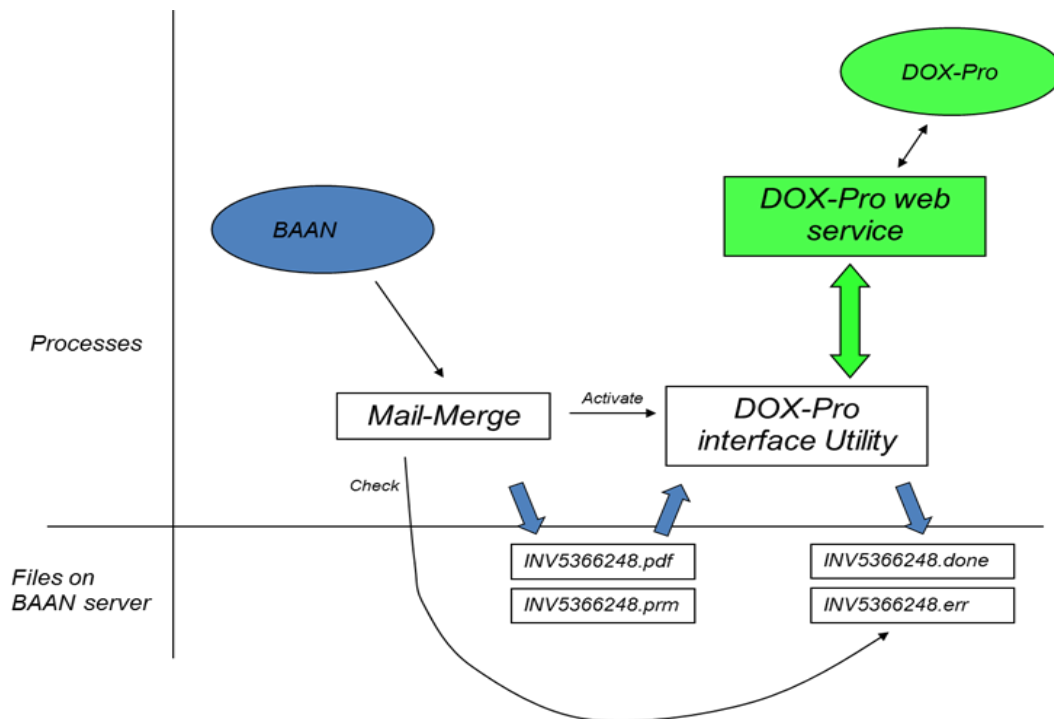 DOX-Pro
DOX-Pro web
service
BAAN
Processes
Mail-Merge
Activate
DOX-Pro
interface Utility
Check
Files on
BAAN server
INV5366248.pdf
INV5366248.prm
INV5366248.done
INV5366248.err